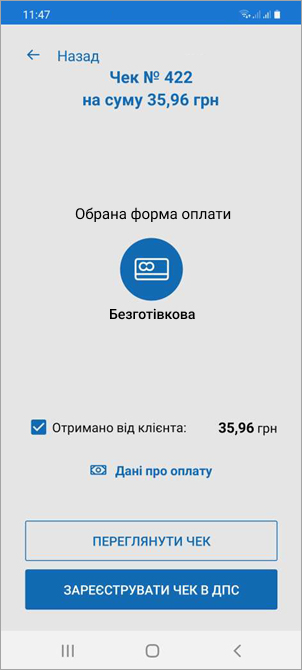 11:47
Назад
Чек № 422
на суму 35,96 грн
Обрана форма оплати
Безготівкова
Отримано від клієнта: 35,96 грн
Дані про оплату
ПЕРЕГЛЯНУТИ ЧЕК
ЗАРЕЄСТРУВАТИ ЧЕК В ДПС